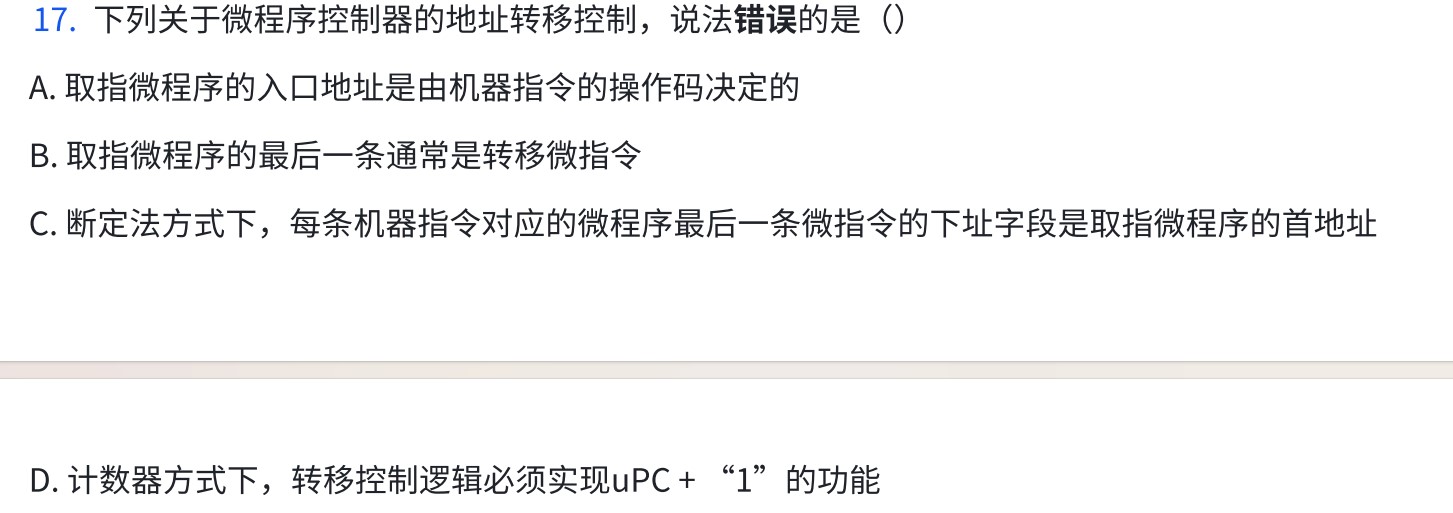 17. 下列关于微程序控制器的地址转移控制，说法错误的是（）
A. 取指微程序的入口地址是由机器指令的操作码决定的
B. 取指微程序的最后一条通常是转移微指令
C. 断定法方式下，每条机器指令对应的微程序最后一条微指令的下址字段是取指微程序的首地址
D. 计数器方式下，转移控制逻辑必须实现uPC + “1”的功能